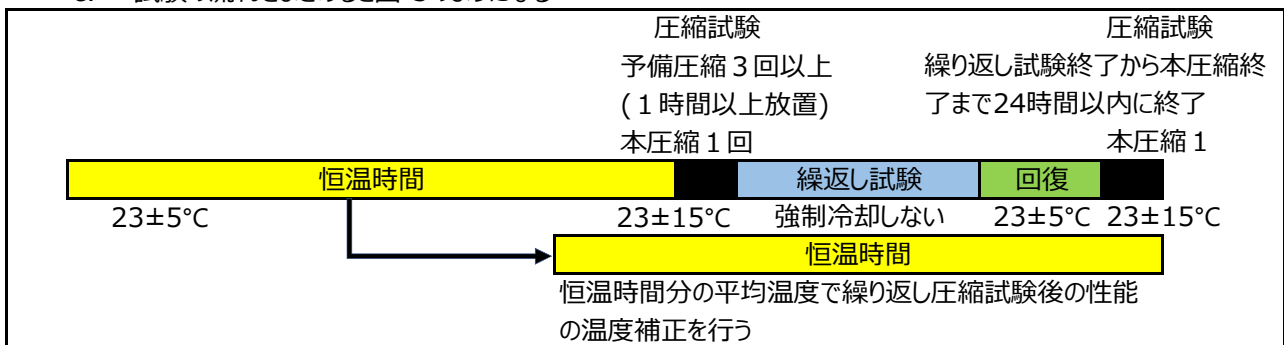 圧縮試験
予備圧縮３回以上
(１時間以上放置)
本圧縮１回
圧縮試験
繰り返し試験終了から本圧縮終
了まで24時間以内に終了
本圧縮１
恒温時間
繰返し試験
回復
23±5℃
23±15℃
強制冷却しない
23±5℃
23±15℃
恒温時間
恒温時間分の平均温度で繰り返し圧縮試験後の性能
の温度補正を行う